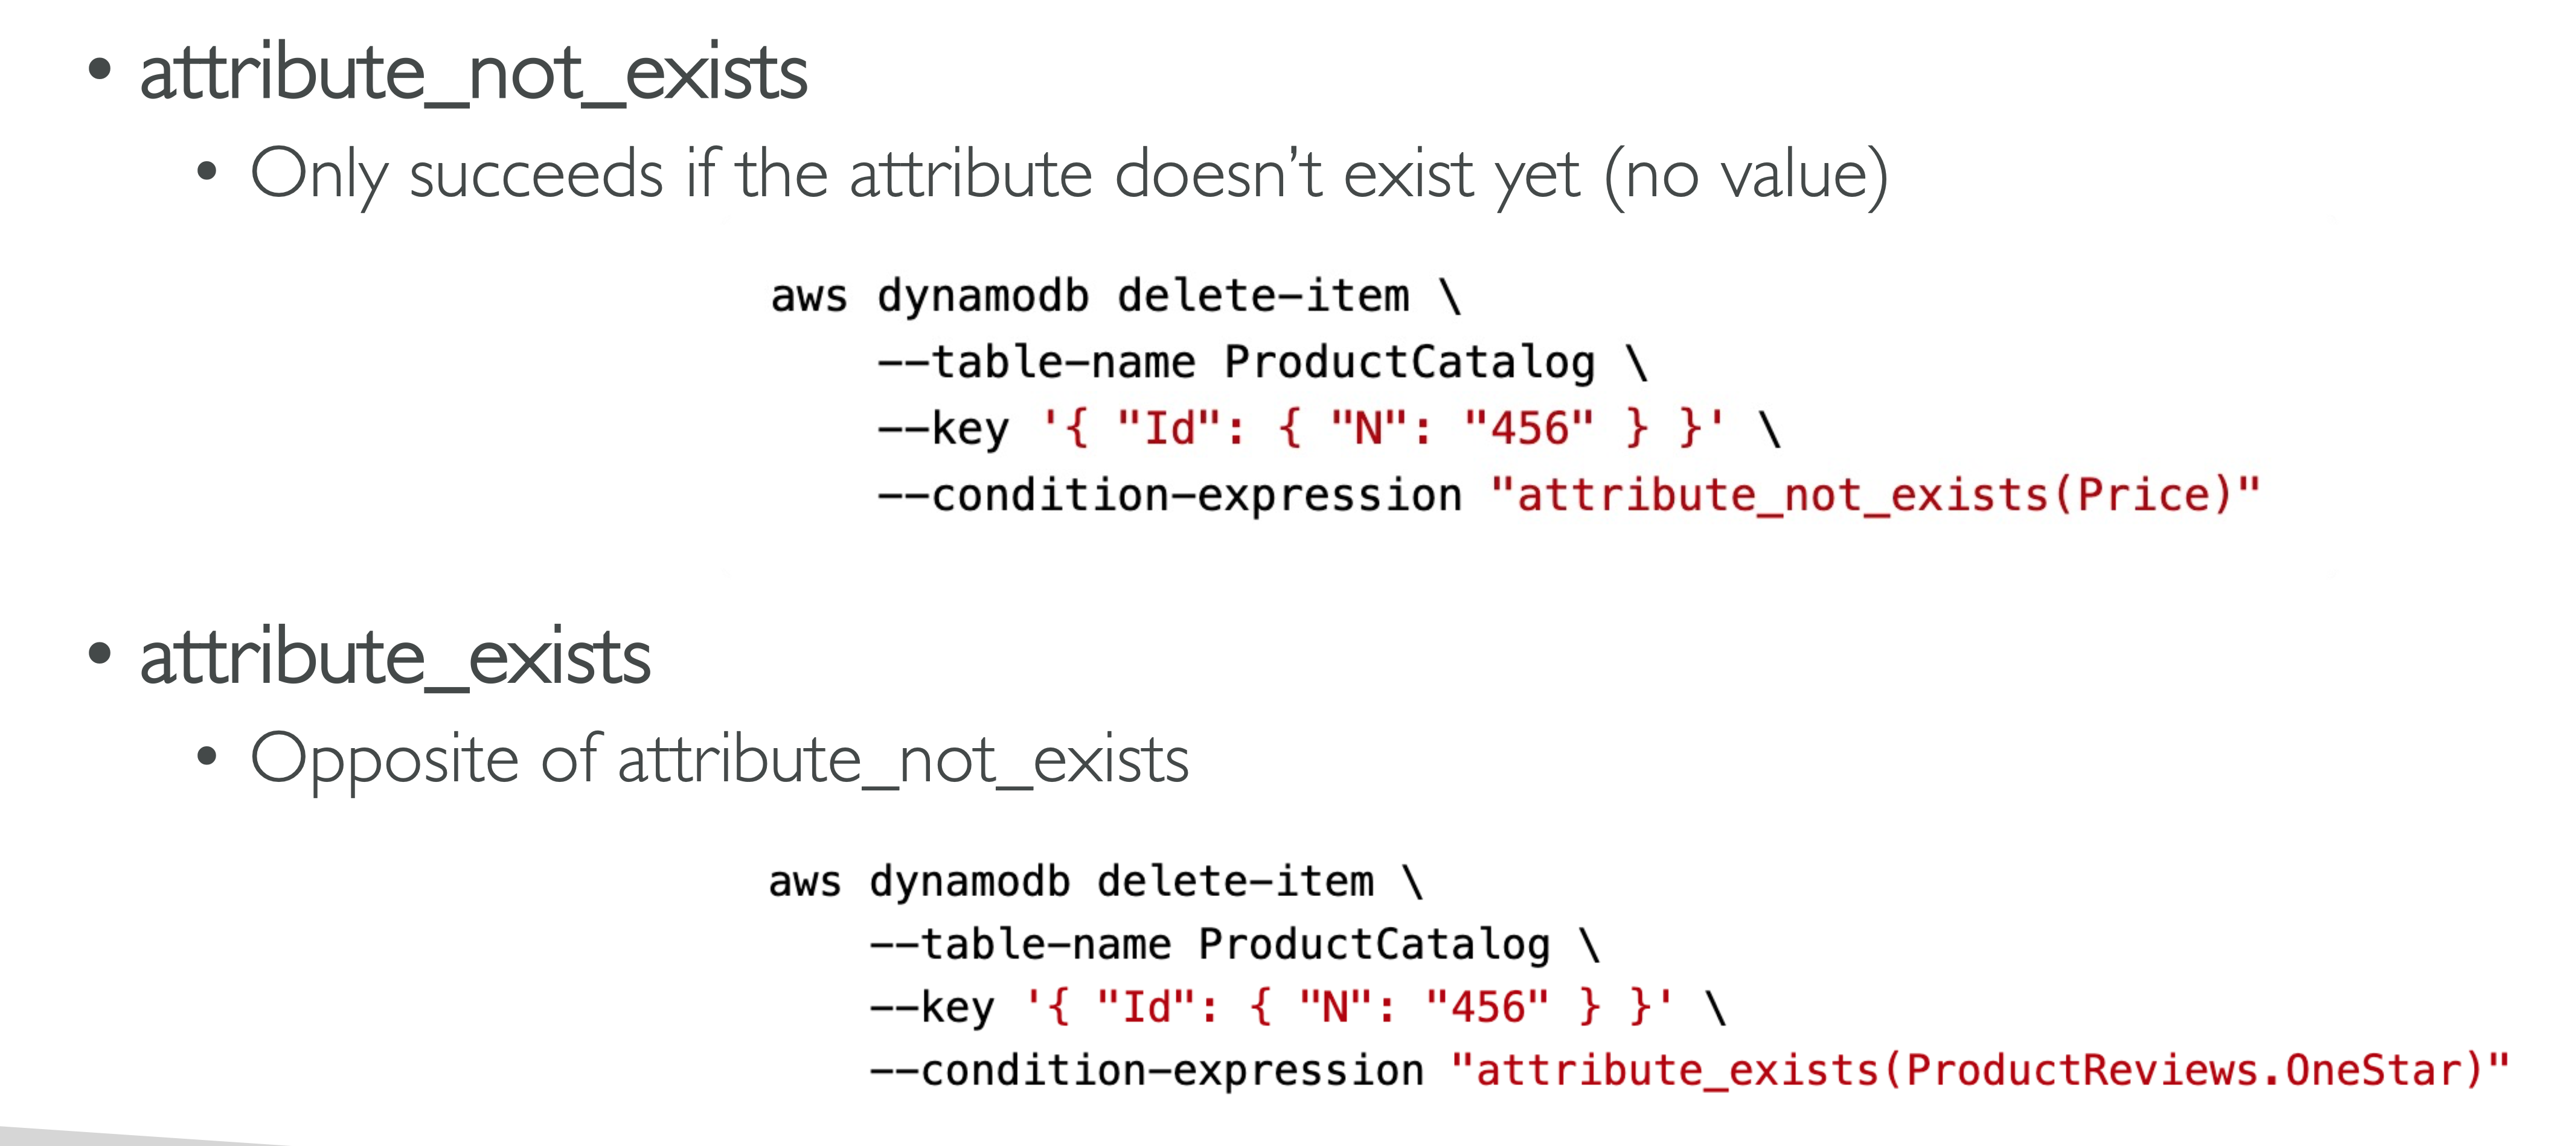 • attribute_not_exists
• Only succeeds if the attribute doesn’t exist yet (no value)
aws dynamodb delete-item \
--table-name ProductCatalog \
--key '{ "Id": { "N": "456" } }' \
--condition-expression "attribute_not_exists(Price)"
• attribute_exists
• Opposite of attribute_not_exists
aws dynamodb delete-item \
--table-name ProductCatalog \
--key '{ "Id": { "N": "456" } }' \
--condition-expression "attribute_exists(ProductReviews.OneStar)"